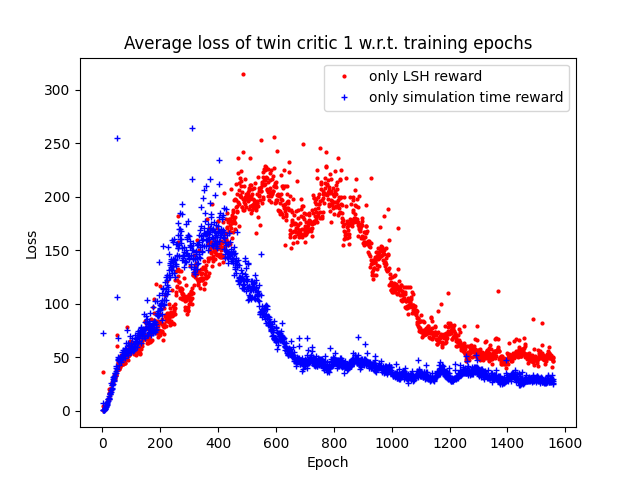 Average loss of twin critic 1 w.r.t. training epochs
only LSH reward
only simulation time reward
300
250
200
150
100
50
0
Loss
0 200 400 600 800 1000 1200 1400 1600
Epoch